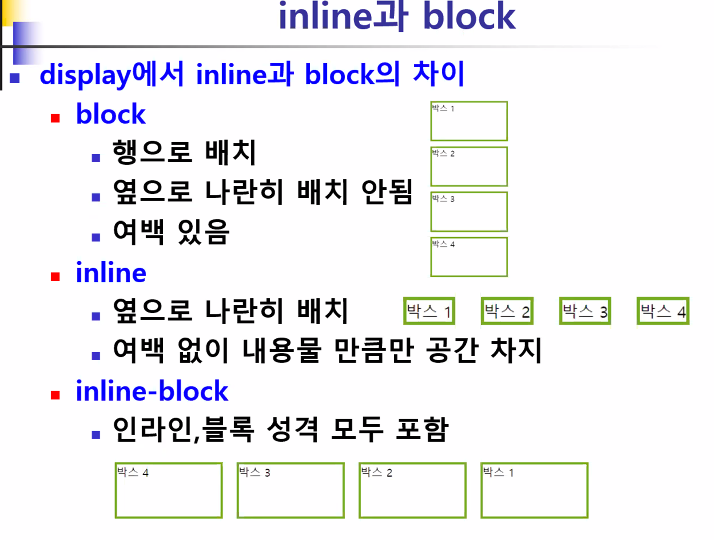 inline과 block
display에서 inline과 block의 차이
block
행으로 배치
옆으로 나란히 배치 안됨
여백 있음
박스 1
박스 2
박스 3
박스 4
inline
옆으로 나란히 배치
박스 1 박스 2 박스 3 박스 4
여백 없이 내용물 만큼만 공간 차지
inline-block
인라인,블록 성격 모두 포함
박스 4 박스 3 박스 2 박스 1